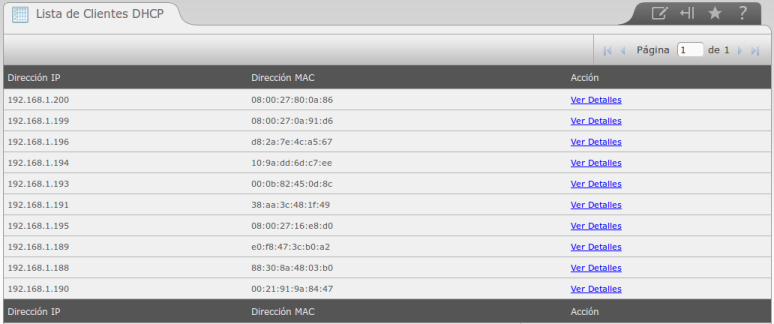 Lista de Clientes DHCP
?
Página 1 de 1
Dirección IP Dirección MAC Acción
192.168.1.200 08:00:27:80:0a:86 Ver Detalles
192.168.1.199 08:00:27:0a:91:d6 Ver Detalles
192.168.1.196 d8:2a:7e:4c:a5:67 Ver Detalles
192.168.1.194 10:9a:dd:6d:c7:ee Ver Detalles
192.168.1.193 00:0b:82:45:0d:8c Ver Detalles
192.168.1.191 38:aa:3c:48:1f:49 Ver Detalles
192.168.1.195 08:00:27:16:e8:d0 Ver Detalles
192.168.1.189 e0:f8:47:3c:b0:a2 Ver Detalles
192.168.1.188 88:30:8a:48:03:b0 Ver Detalles
192.168.1.190 00:21:91:9a:84:47 Ver Detalles
Dirección IP Dirección MAC Acción